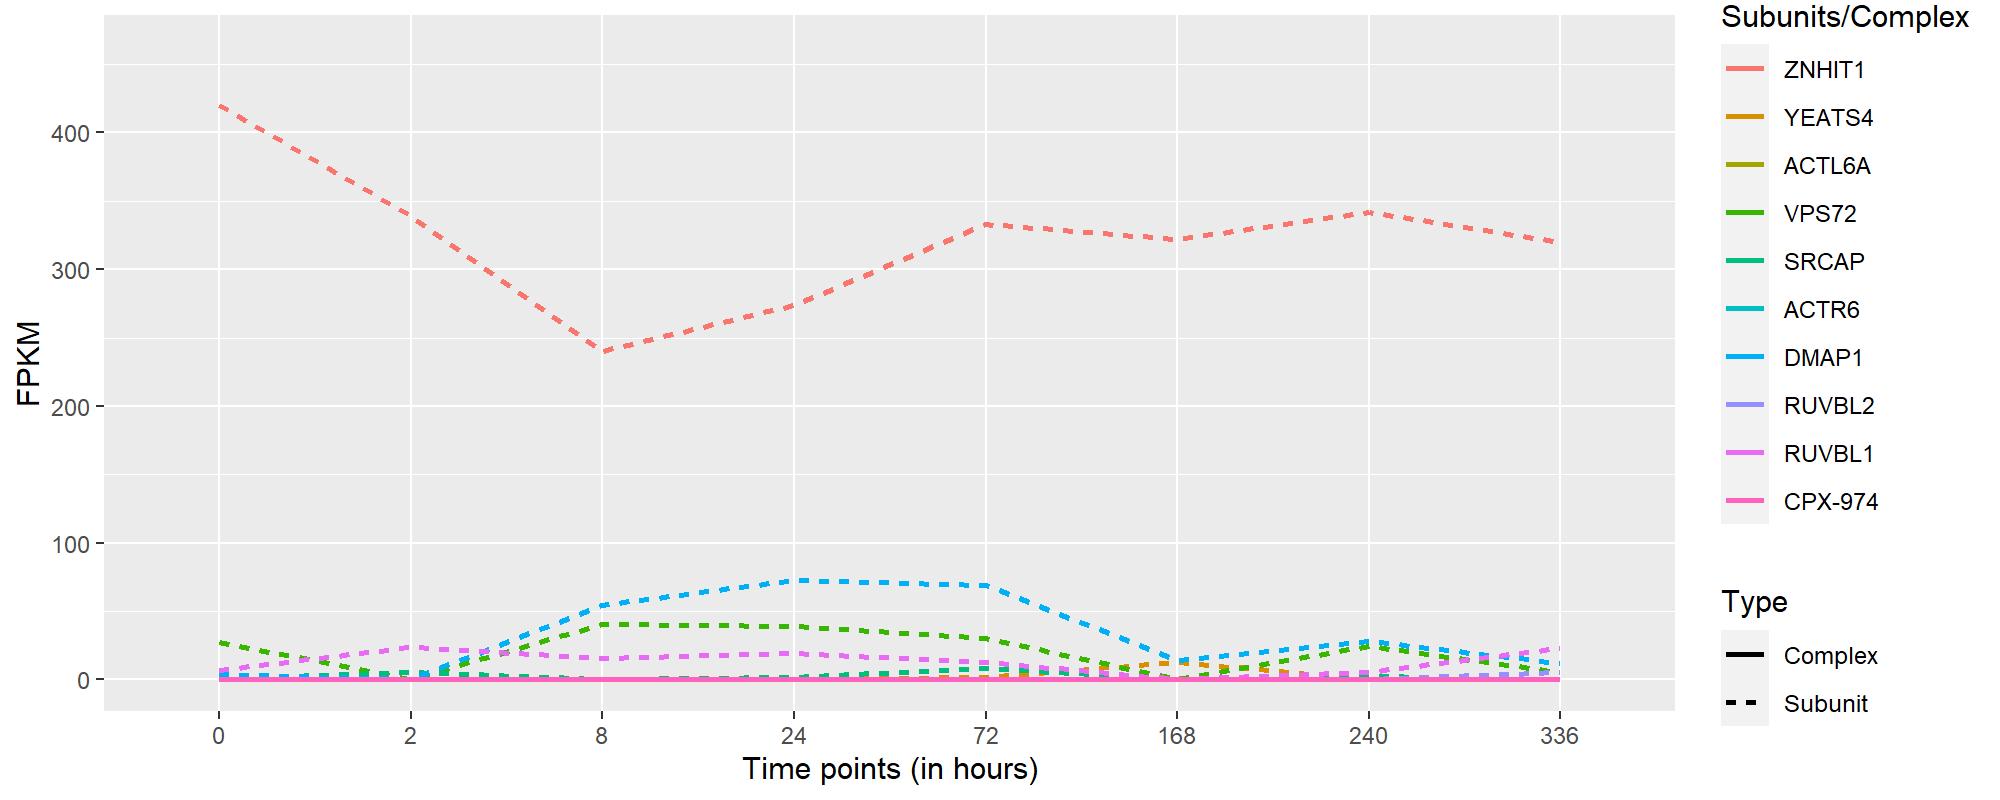 Subunits/Complex
ZNHIT1
YEATS4
ACTL6A
VPS72
SRCAP
ACTR6
DMAP1
RUVBL2
RUVBL1
CPX-974
Type
Complex
Subunit
FPKM
400
300
200
100
0
0 2 8 24 72 168 240 336
Time points (in hours)